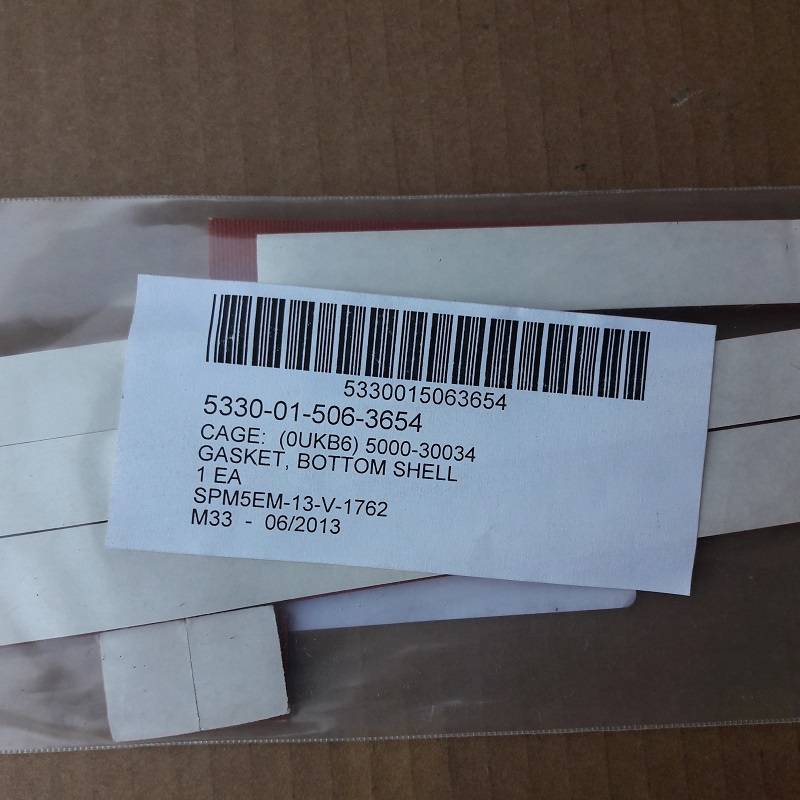 5330015063654
5330-01-506-3654
CAGE: (0UKB6) 5000-30034
GASKET, BOTTOM SHELL
1 EA
SPM5EM-13-V-1762
M33 - 06/2013